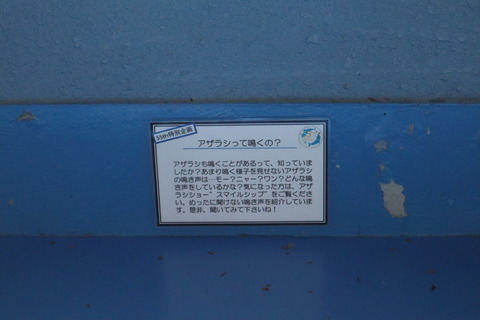 55th特別企画
アザラシって鳴くの？
アザラシも鳴くことがあるって、知っていま
したか？あまり鳴く様子を見せないアザラシ
の鳴き声は…モー？ニャー？ワン？どんな鳴
き声をしているかな？気になった方は、アザ
ラシショー“スマイルシップ”をご覧くださ
い。めったに聞けない鳴き声を紹介していま
す。是非、聞いてみて下さいね！